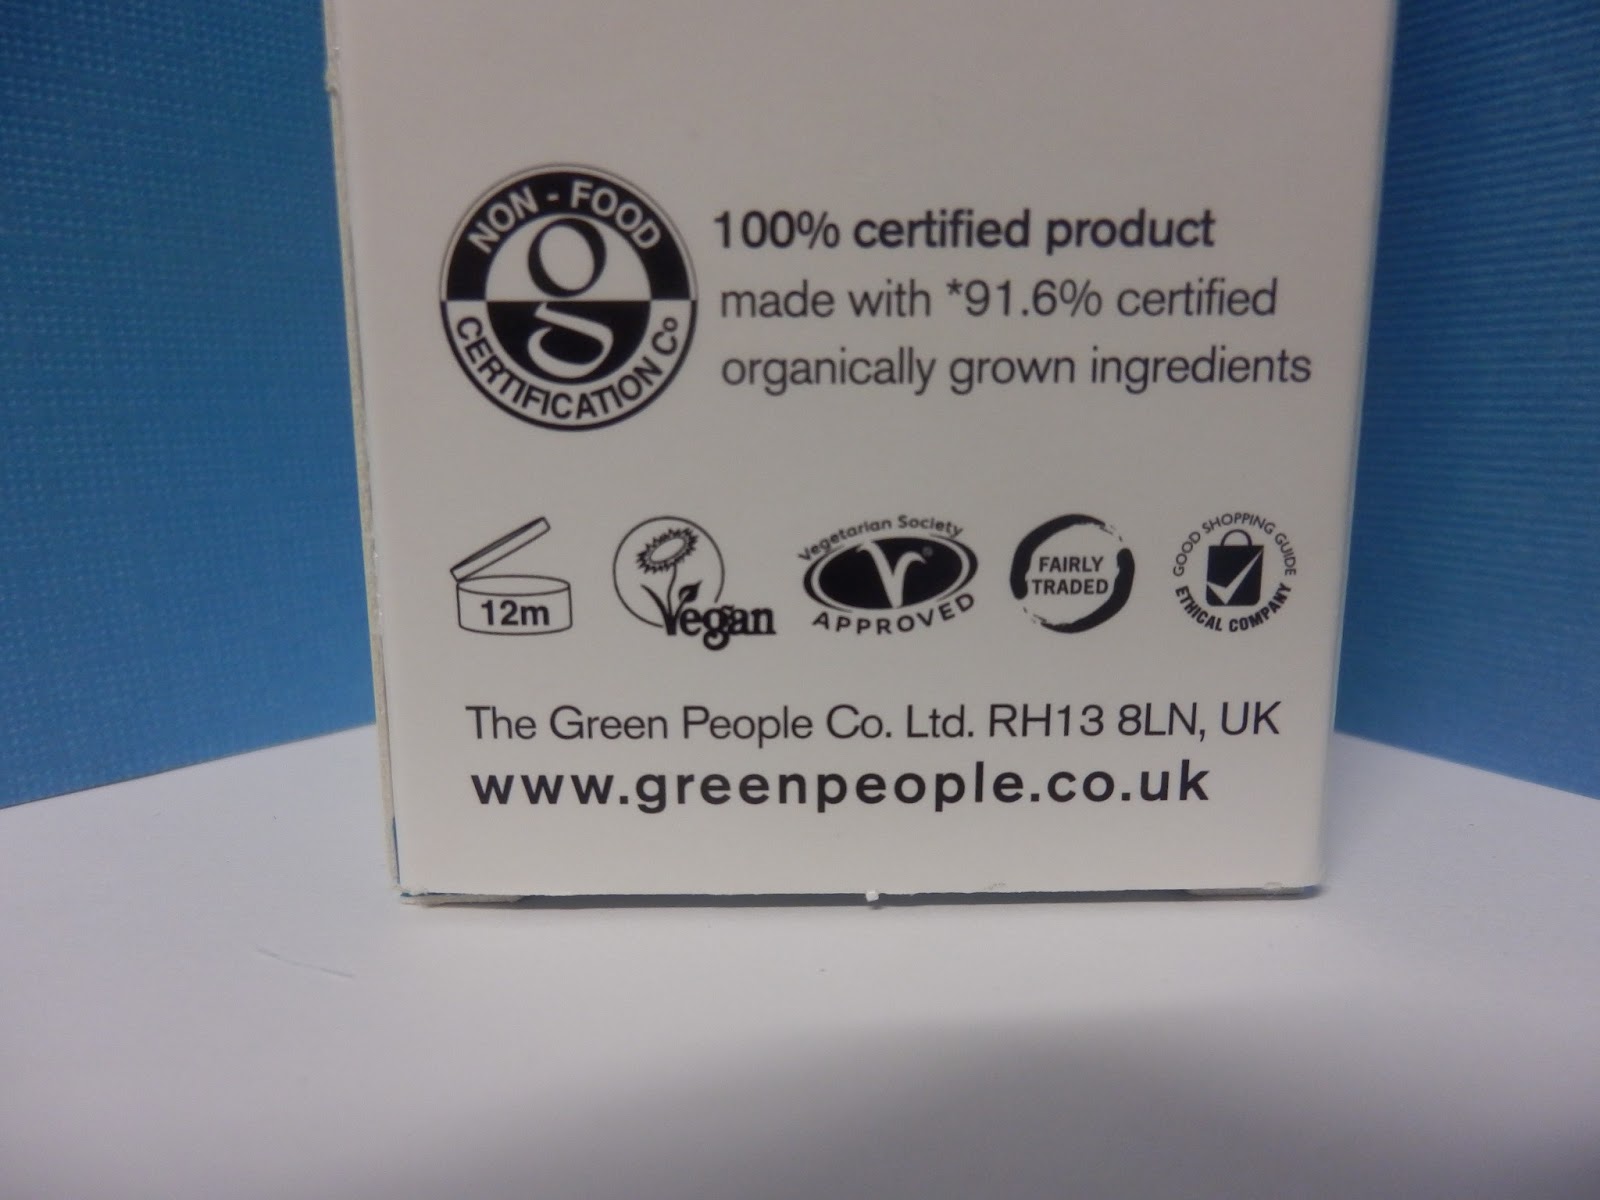 NON - FOOD
CERTIFICATION Co
100% certified product
made with *91.6% certified
organically grown ingredients
12m
Vegan
Vegetarian Society
V®
APPROVED
FAIRLY
TRADED
GOOD SHOPPING GUIDE
ETHICAL COMPANY
The Green People Co. Ltd. RH13 8LN, UK
www.greenpeople.co.uk